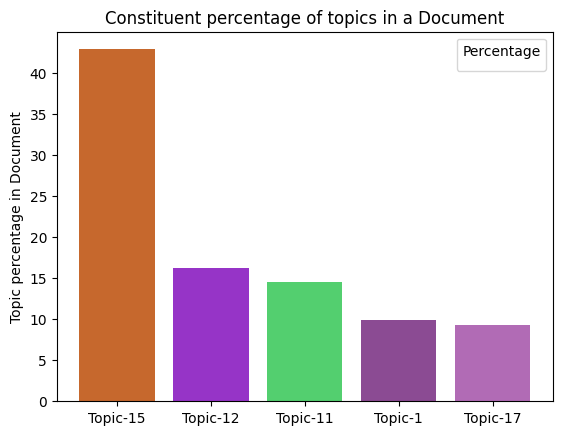 Constituent percentage of topics in a Document
Percentage
Topic percentage in Document
40
35
30
25
20
15
10
5
0
Topic-15 Topic-12 Topic-11 Topic-1 Topic-17